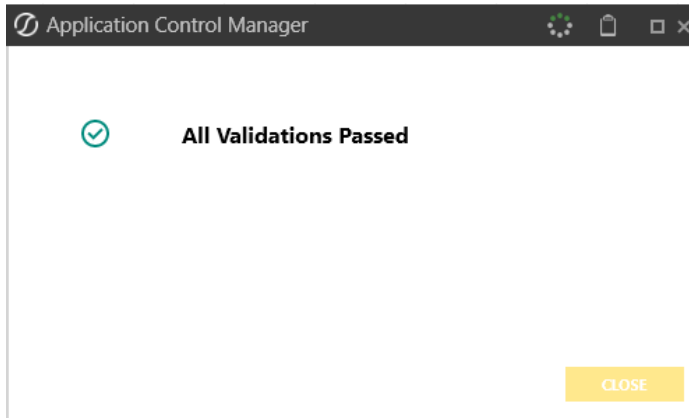 Application Control Manager
All Validations Passed
CLOSE